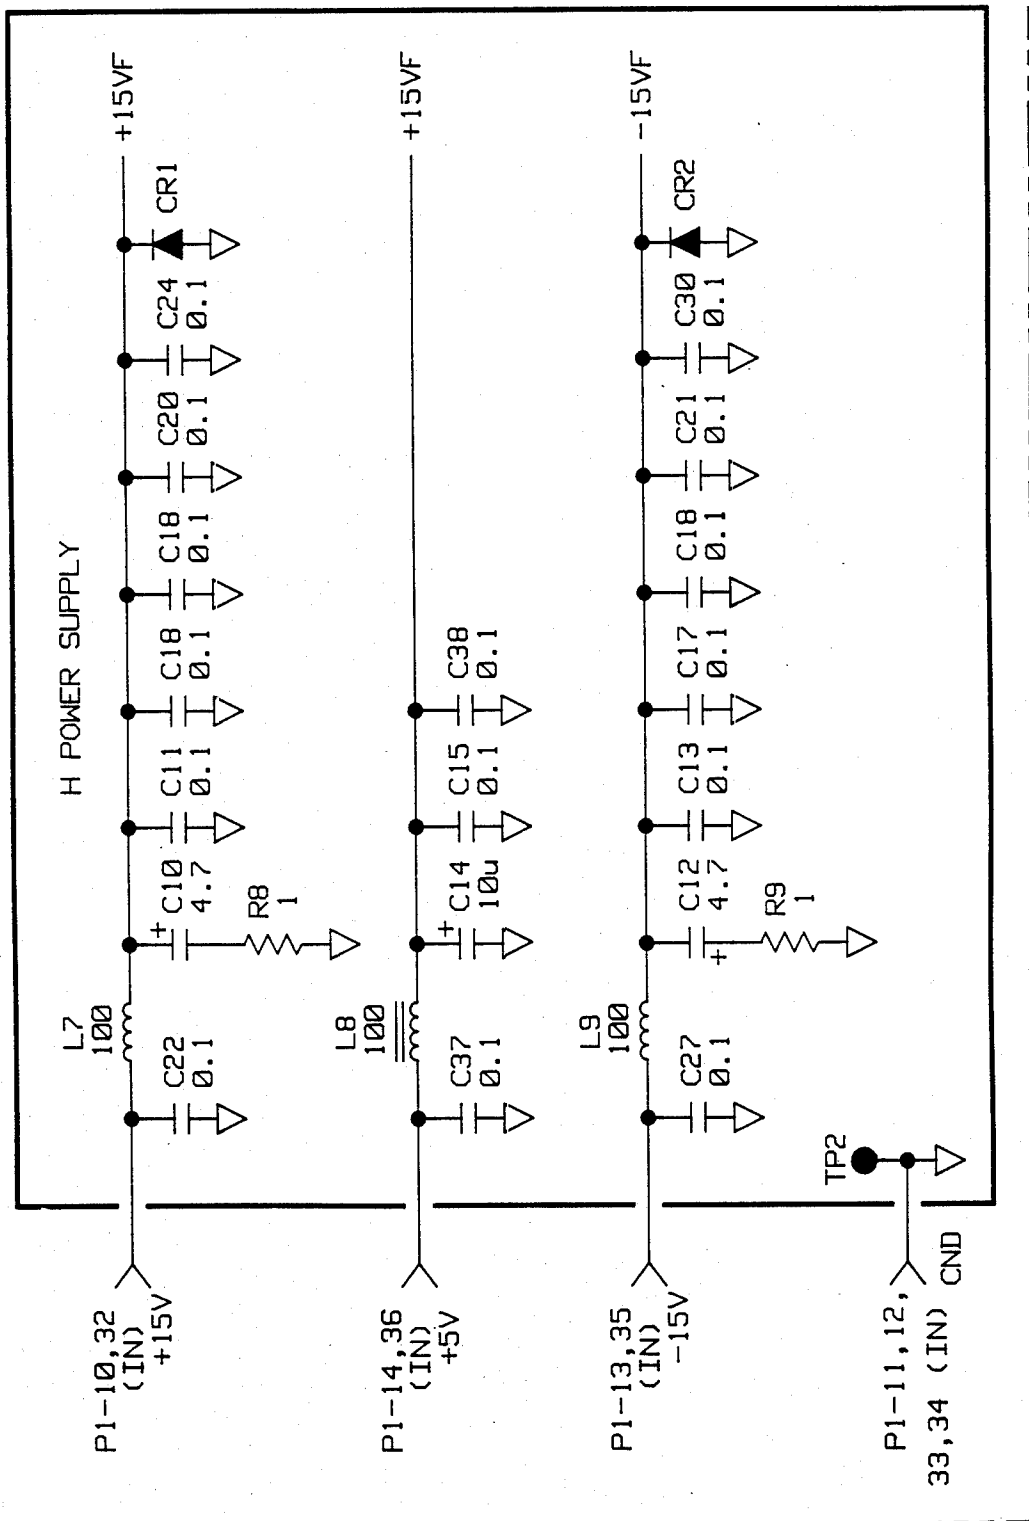 H POWER SUPPLY
P1-10,32
(IN)
+15V
L7
100
C22
0.1
+
C10
4.7
R8
1
C11
0.1
C18
0.1
C18
0.1
C20
0.1
C24
0.1
CR1
+15VF
P1-14,36
(IN)
+5V
L8
100
C37
0.1
+
C14
10u
C15
0.1
C38
0.1
+15VF
P1-13,35
(IN)
-15V
L9
100
C27
0.1
+
C12
4.7
R9
1
C13
0.1
C17
0.1
C18
0.1
C21
0.1
C30
0.1
CR2
-15VF
TP2
P1-11,12,
33,34 (IN) CND